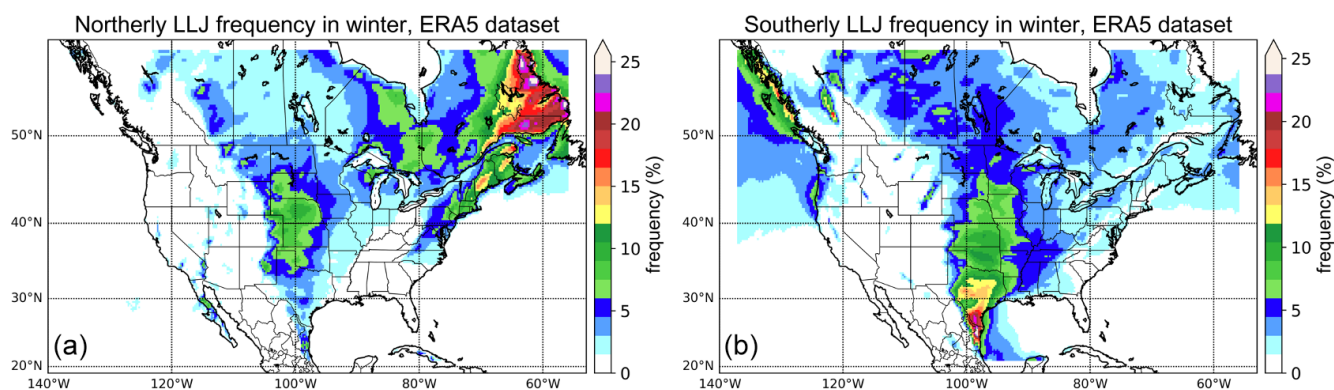 Northerly LLJ frequency in winter, ERA5 dataset
50°N
40°N
30°N
20°N
140°W
120°W
100°W
80°W
60°W
(a)
25
20
15
10
5
0
frequency (%)
Southerly LLJ frequency in winter, ERA5 dataset
50°N
40°N
30°N
20°N
140°W
120°W
100°W
80°W
60°W
(b)
25
20
15
10
5
0
frequency (%)